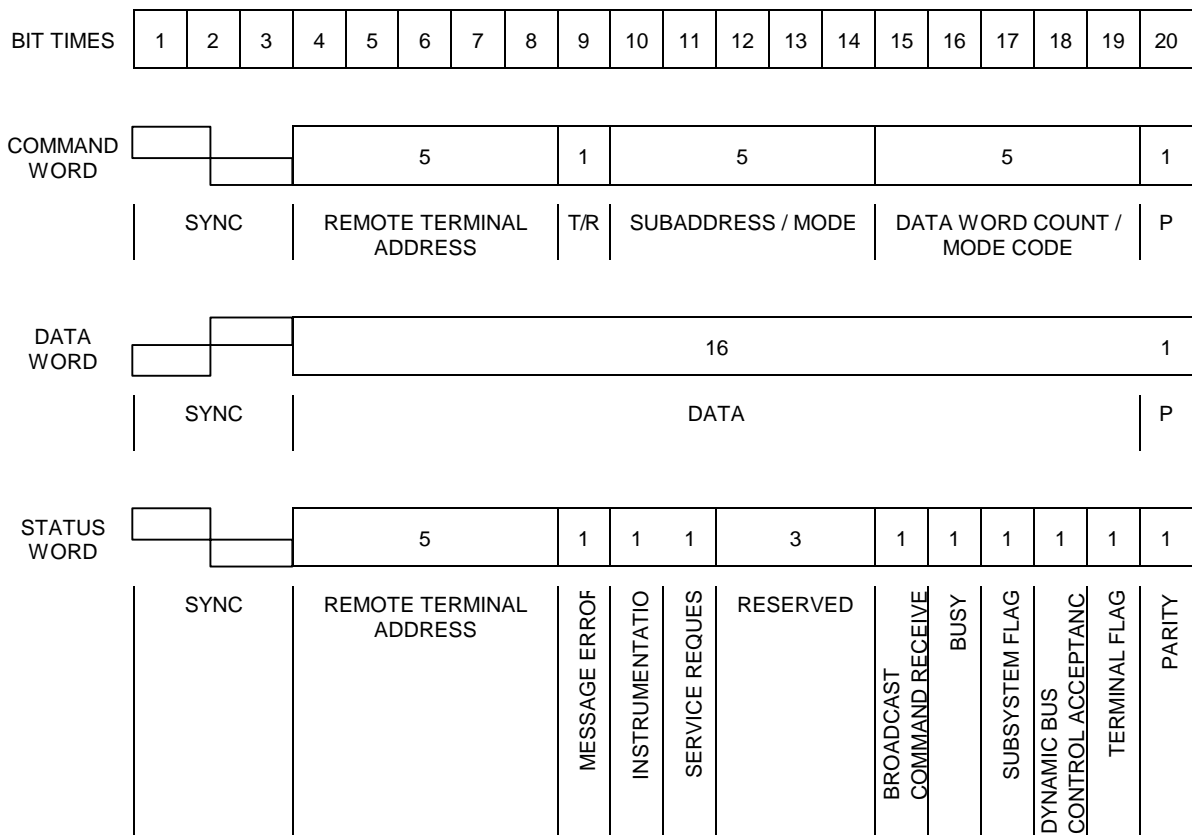 BIT TIMES 1 2 3 4 5 6 7 8 9 10 11 12 13 14 15 16 17 18 19 20
COMMAND
WORD
5 1 5 5 1
SYNC REMOTE TERMINAL
ADDRESS
T/R SUBADDRESS / MODE DATA WORD COUNT /
MODE CODE
P
DATA
WORD
16 1
SYNC DATA P
STATUS
WORD
5 1 1 1 3 1 1 1 1 1 1
SYNC REMOTE TERMINAL
ADDRESS
MESSAGE ERROR
INSTRUMENTATIO
SERVICE REQUES
RESERVED
BROADCAST
COMMAND RECEIVE
BUSY
SUBSYSTEM FLAG
DYNAMIC BUS
CONTROL ACCEPTANC
TERMINAL FLAG
PARITY